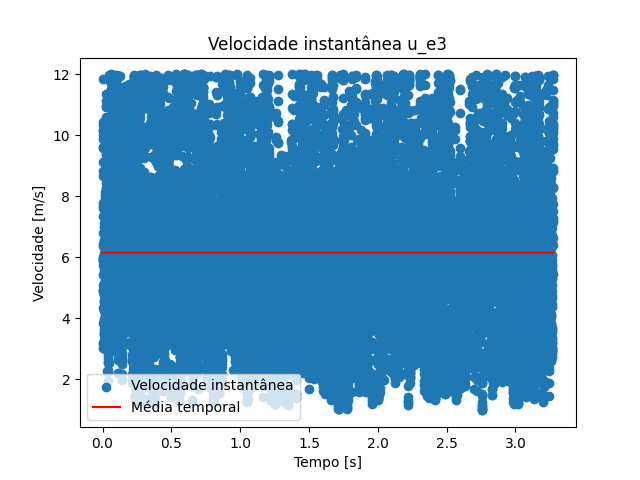 Velocidade instantânea u_e3
Velocidade [m/s]
12
10
8
6
4
2
Velocidade instantânea
Média temporal
0.0 0.5 1.0 1.5 2.0 2.5 3.0
Tempo [s]